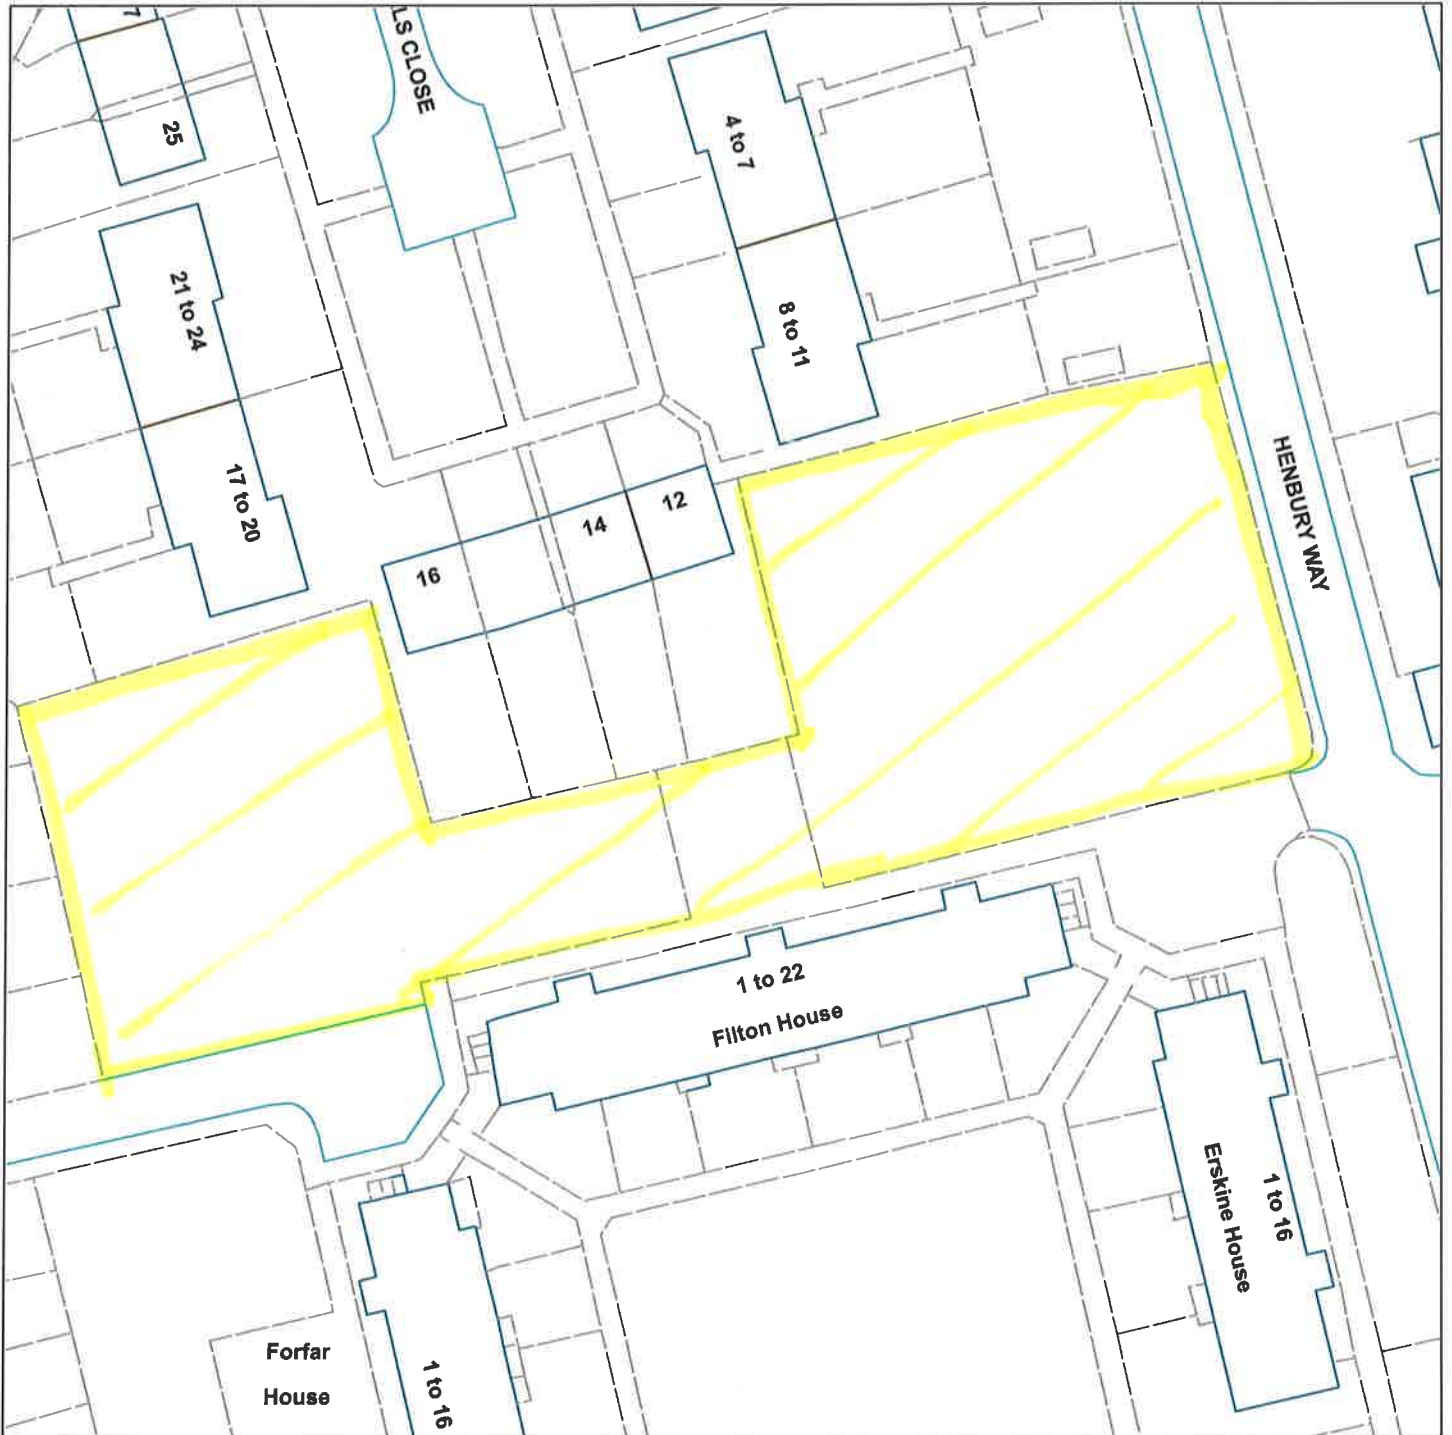 7
LS CLOSE
25
4 to 7
21 to 24
8 to 11
17 to 20
HENBURY WAY
12
14
16
1 to 22
Filton House
1 to 16
Erskine House
Forfar
House
1 to 16